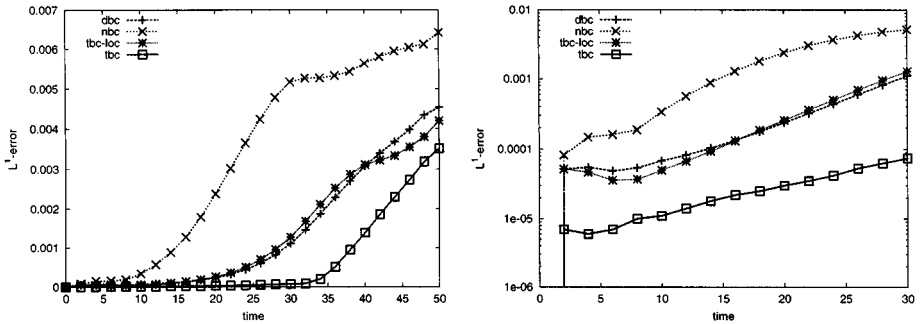 dbc
nbc
tbc-loc
tbc
0.007
0.006
0.005
0.004
0.003
0.002
0.001
0
L¹-error
0 5 10 15 20 25 30 35 40 45 50
time
dbc
nbc
tbc-loc
tbc
0.01
0.001
0.0001
1e-05
1e-06
L¹-error
0 5 10 15 20 25 30
time